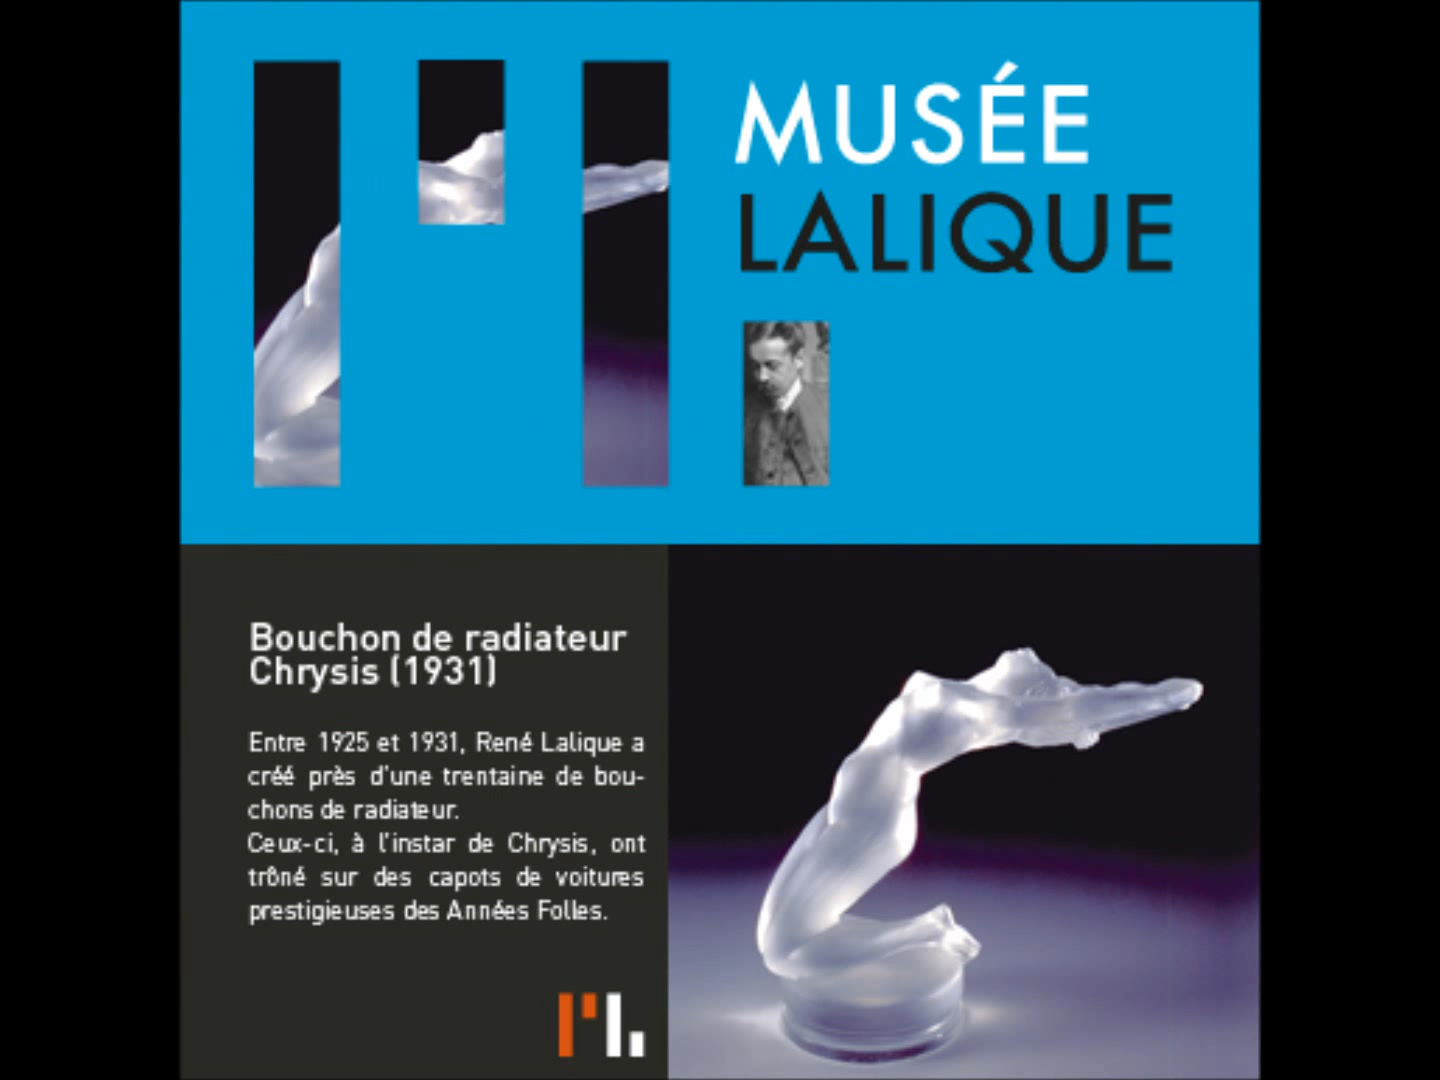 MUSÉE
LALIQUE
Bouchon de radiateur
Chrysis (1931)
Entre 1925 et 1931, René Lalique a
créé près d'une trentaine de bou-
chons de radiateur.
Ceux-ci, à l'instar de Chrysis, ont
trôné sur des capots de voitures
prestigieuses des Années Folles.